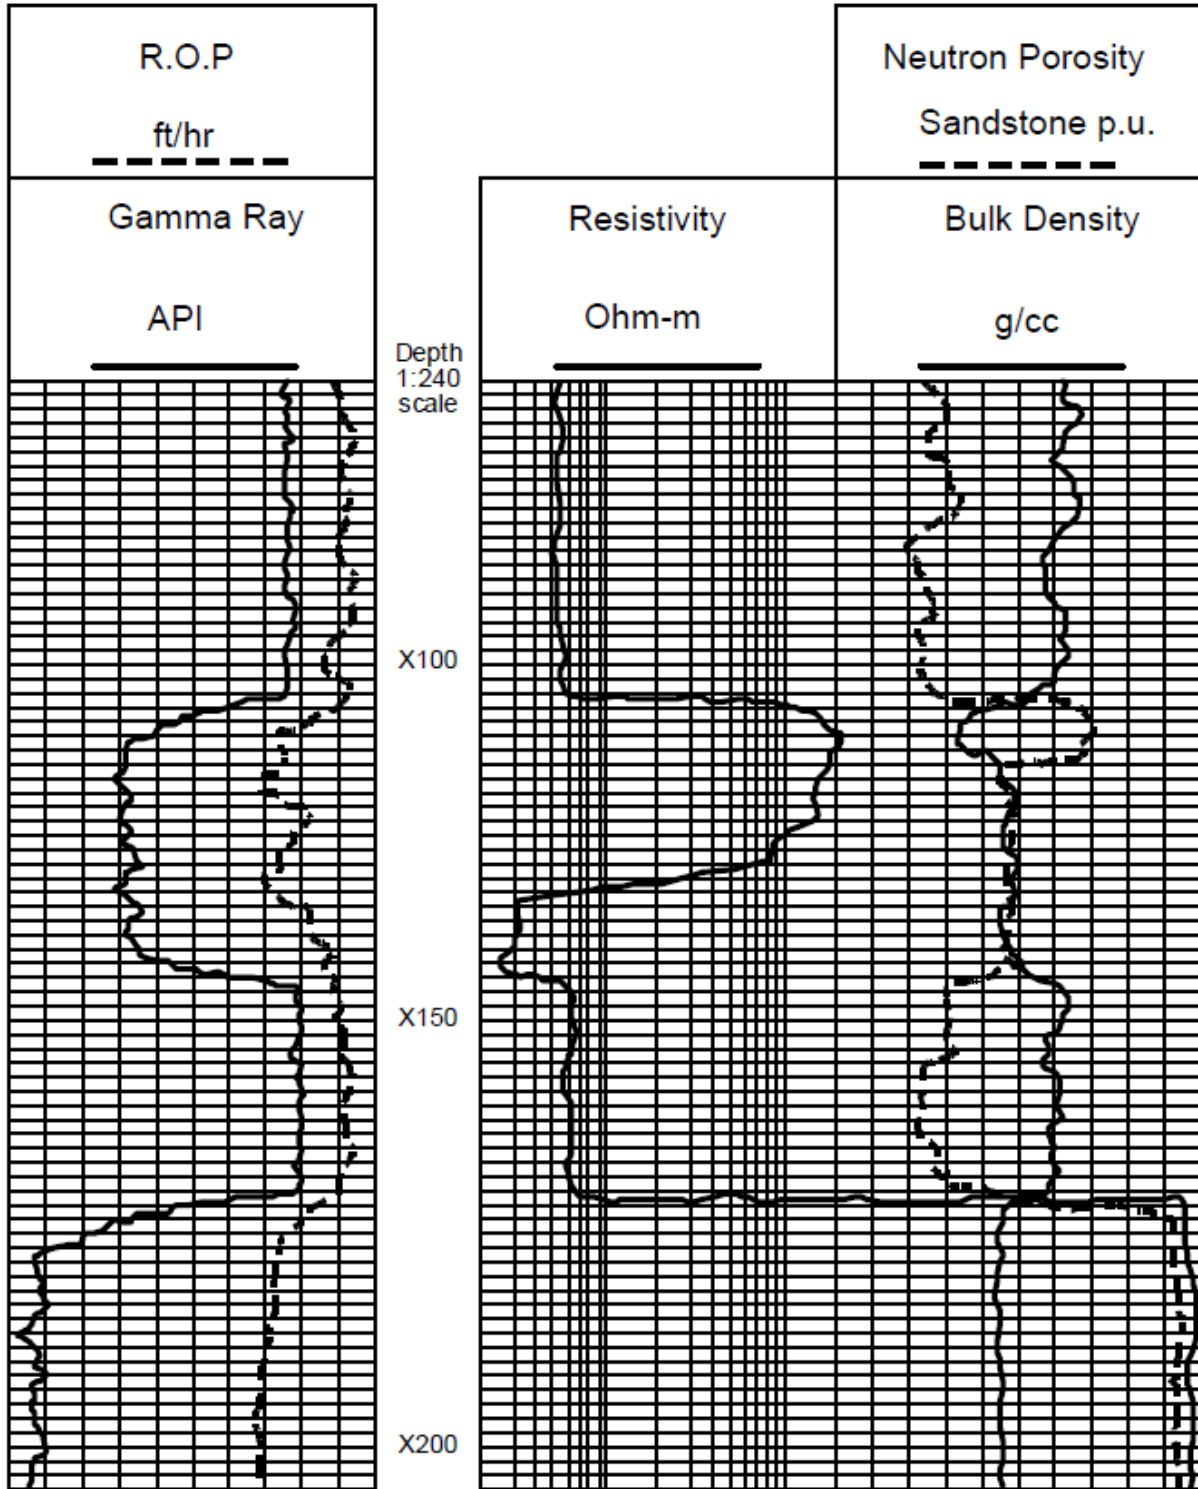 R.O.P
ft/hr
Gamma Ray
API
Depth
1:240
scale
Resistivity
Ohm-m
Neutron Porosity
Sandstone p.u.
Bulk Density
g/cc
X100
X150
X200